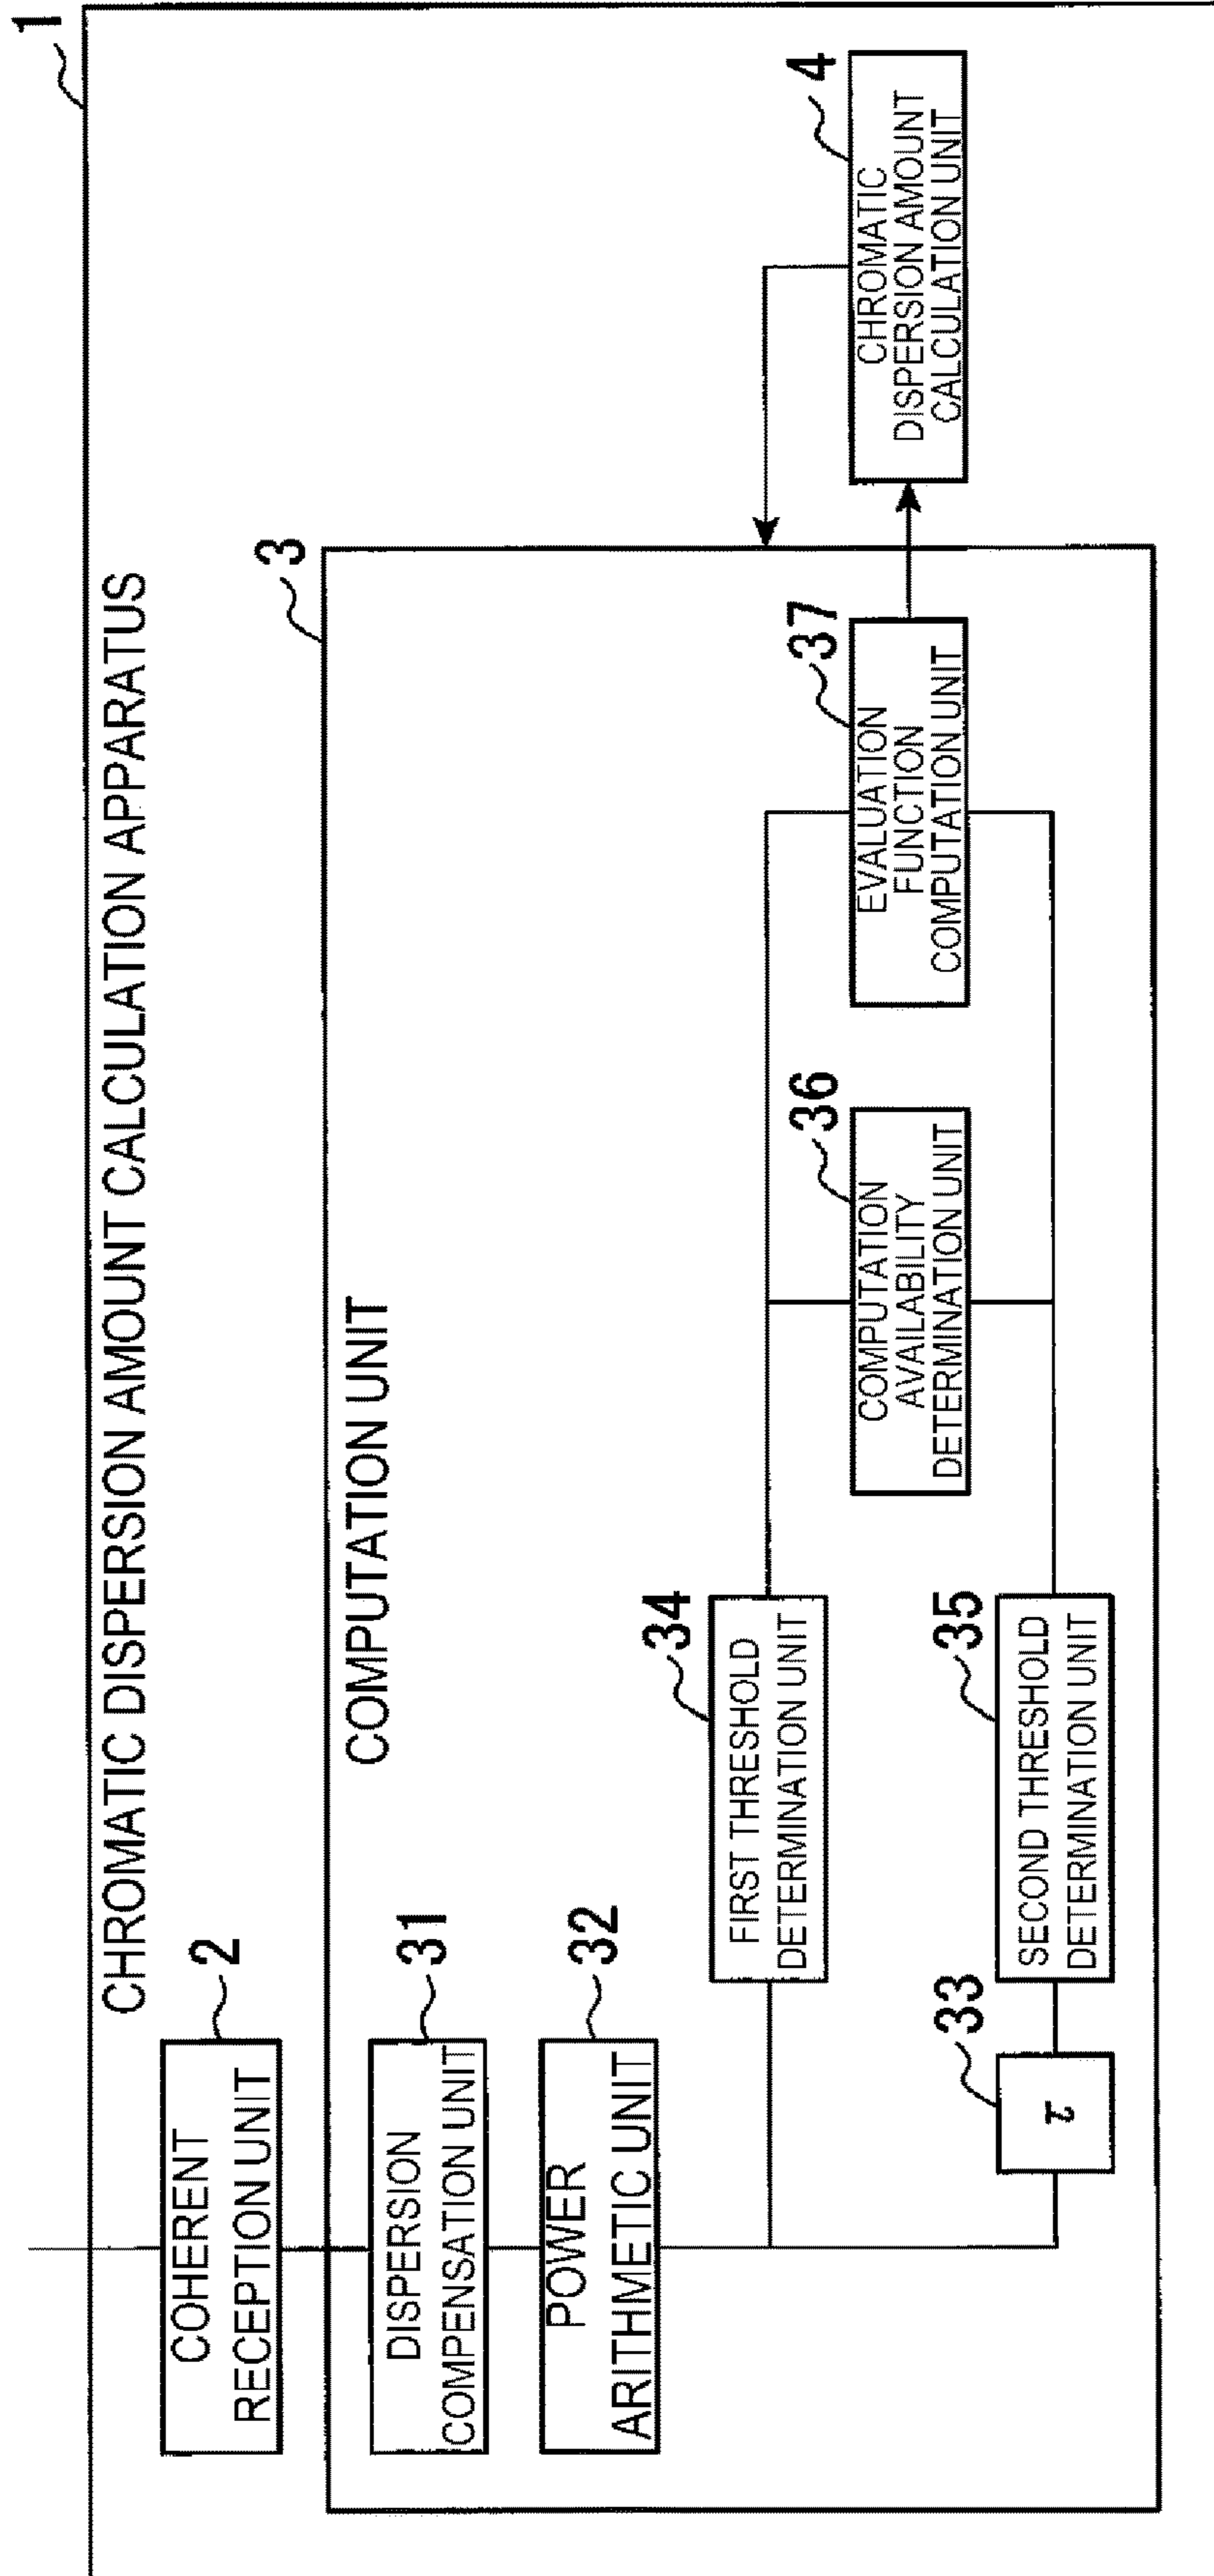 1
CHROMATIC DISPERSION AMOUNT CALCULATION APPARATUS
2
COHERENT
RECEPTION UNIT
3
COMPUTATION UNIT
31
DISPERSION
COMPENSATION UNIT
32
POWER
ARITHMETIC UNIT
34
FIRST THRESHOLD
DETERMINATION UNIT
33
35
SECOND THRESHOLD
DETERMINATION UNIT
36
COMPUTATION
AVAILABILITY
DETERMINATION UNIT
37
EVALUATION
FUNCTION
COMPUTATION UNIT
4
CHROMATIC
DISPERSION AMOUNT
CALCULATION UNIT